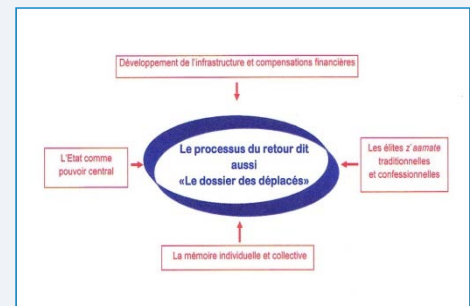 Développement de l'infrastructure et compensations financières
Le processus du retour dit
aussi
«Le dossier des déplacés»
L'Etat comme
pouvoir central
Les élites z`aamate
traditionnelles
et confessionnelles
La mémoire individuelle et collective